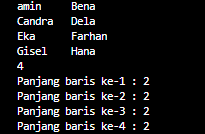 amin    Bena
Candra  Dela
Eka     Farhan
Gisel   Hana
4
Panjang baris ke-1 : 2
Panjang baris ke-2 : 2
Panjang baris ke-3 : 2
Panjang baris ke-4 : 2